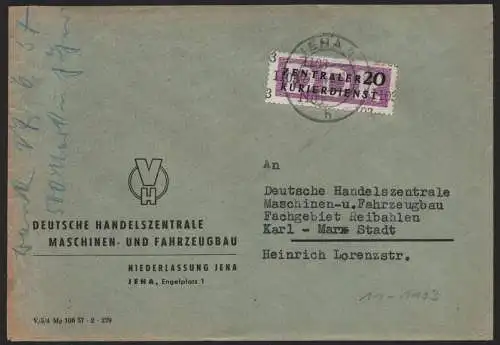 JENA
ZENTRALER 20
KURIERDIENST
1103
h
V
H
DEUTSCHE HANDELSZENTRALE
MASCHINEN- UND FAHRZEUGBAU
NIEDERLASSUNG JENA
JENA, Engelplatz 1
An
Deutsche Handelszentrale
Maschinen-u.Fahrzeugbau
Fachgebiet Reibahlen
Karl - Marx Stadt
Heinrich Lorenzstr.